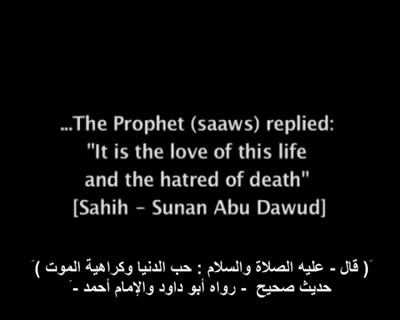 ...The Prophet (saaws) replied:
"It is the love of this life
and the hatred of death"
[Sahih – Sunan Abu Dawud]
( قال - عليه الصلاة والسلام : حب الدنيا وكراهية الموت )
حديث صحيح - رواه أبو داود والإمام أحمد -